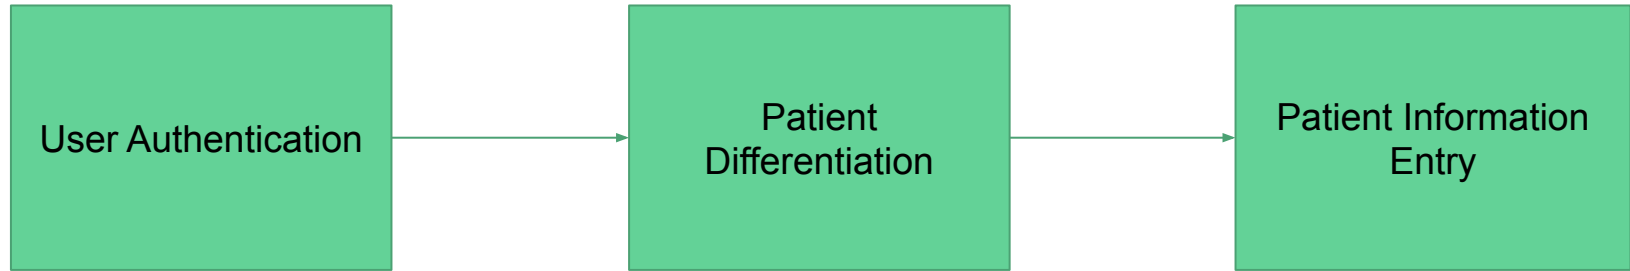 User Authentication
Patient
Differentiation
Patient Information
Entry